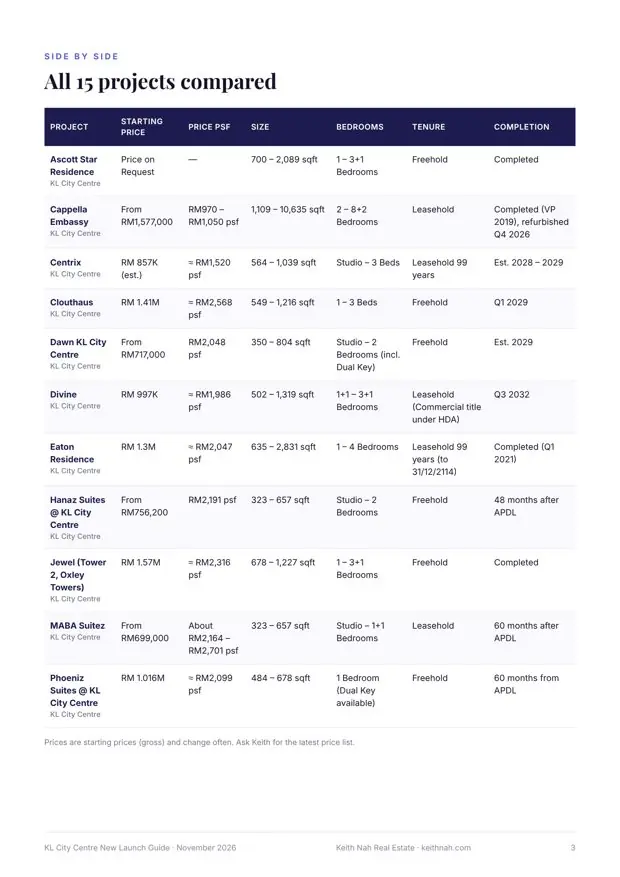 SIDE BY SIDE
All 15 projects compared
PROJECT STARTING PRICE PRICE PSF SIZE BEDROOMS TENURE COMPLETION
Ascott Star Residence KL City Centre Price on Request — 700 – 2,089 sqft 1 – 3+1 Bedrooms Freehold Completed
Cappella Embassy KL City Centre From RM1,577,000 RM970 – RM1,050 psf 1,109 – 10,635 sqft 2 – 8+2 Bedrooms Leasehold Completed (VP 2019), refurbished Q4 2026
Centrix KL City Centre RM 857K (est.) ≈ RM1,520 psf 564 – 1,039 sqft Studio – 3 Beds Leasehold 99 years Est. 2028 – 2029
Clouthaus KL City Centre RM 1.41M ≈ RM2,568 psf 549 – 1,216 sqft 1 – 3 Beds Freehold Q1 2029
Dawn KL City Centre KL City Centre From RM717,000 RM2,048 psf 350 – 804 sqft Studio – 2 Bedrooms (incl. Dual Key) Freehold Est. 2029
Divine KL City Centre RM 997K ≈ RM1,986 psf 502 – 1,319 sqft 1+1 – 3+1 Bedrooms Leasehold (Commercial title under HDA) Q3 2032
Eaton Residence KL City Centre RM 1.3M ≈ RM2,047 psf 635 – 2,831 sqft 1 – 4 Bedrooms Leasehold 99 years (to 31/12/2114) Completed (Q1 2021)
Hanaz Suites @ KL City Centre KL City Centre From RM756,200 RM2,191 psf 323 – 657 sqft Studio – 2 Bedrooms Freehold 48 months after APDL
Jewel (Tower 2, Oxley Towers) KL City Centre RM 1.57M ≈ RM2,316 psf 678 – 1,227 sqft 1 – 3+1 Bedrooms Freehold Completed
MABA Suitez KL City Centre From RM699,000 About RM2,164 – RM2,701 psf 323 – 657 sqft Studio – 1+1 Bedrooms Leasehold 60 months after APDL
Phoeniz Suites @ KL City Centre KL City Centre RM 1.016M ≈ RM2,099 psf 484 – 678 sqft 1 Bedroom (Dual Key available) Freehold 60 months from APDL
Prices are starting prices (gross) and change often. Ask Keith for the latest price list.
KL City Centre New Launch Guide · November 2026 Keith Nah Real Estate · keithnah.com 3